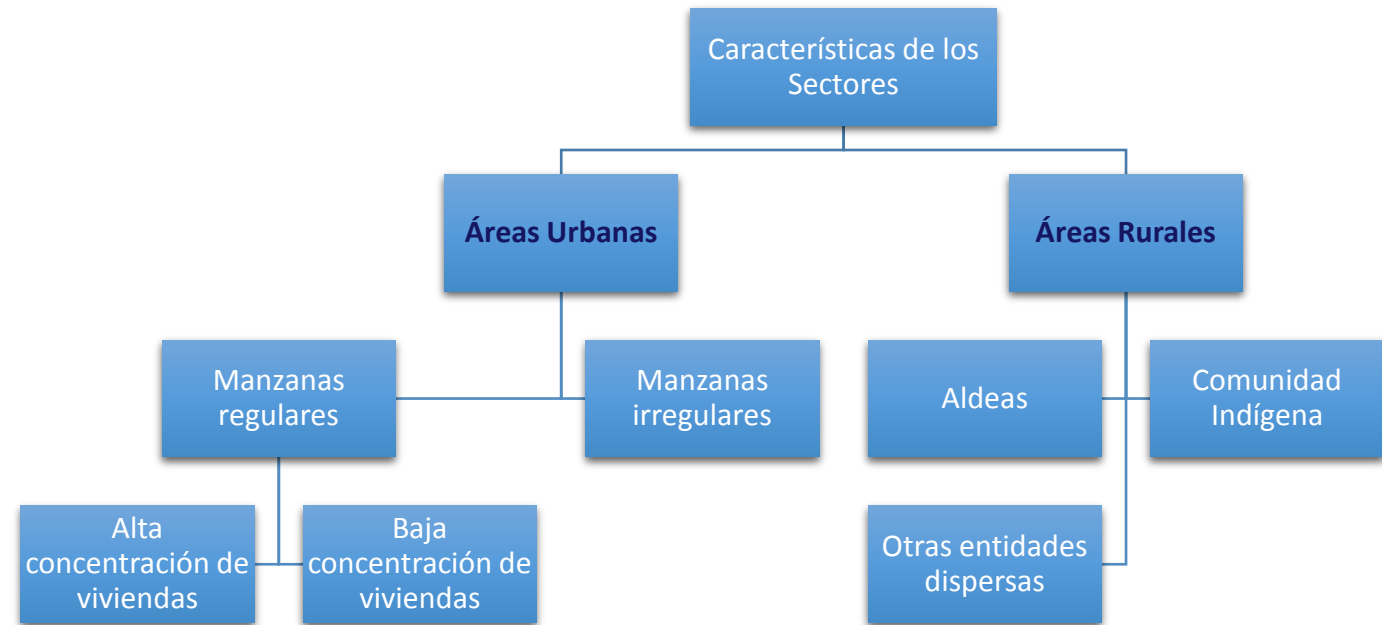 Características de los
Sectores
Áreas Urbanas
Áreas Rurales
Manzanas
regulares
Manzanas
irregulares
Aldeas
Comunidad
Indígena
Alta
concentración de
viviendas
Baja
concentración de
viviendas
Otras entidades
dispersas